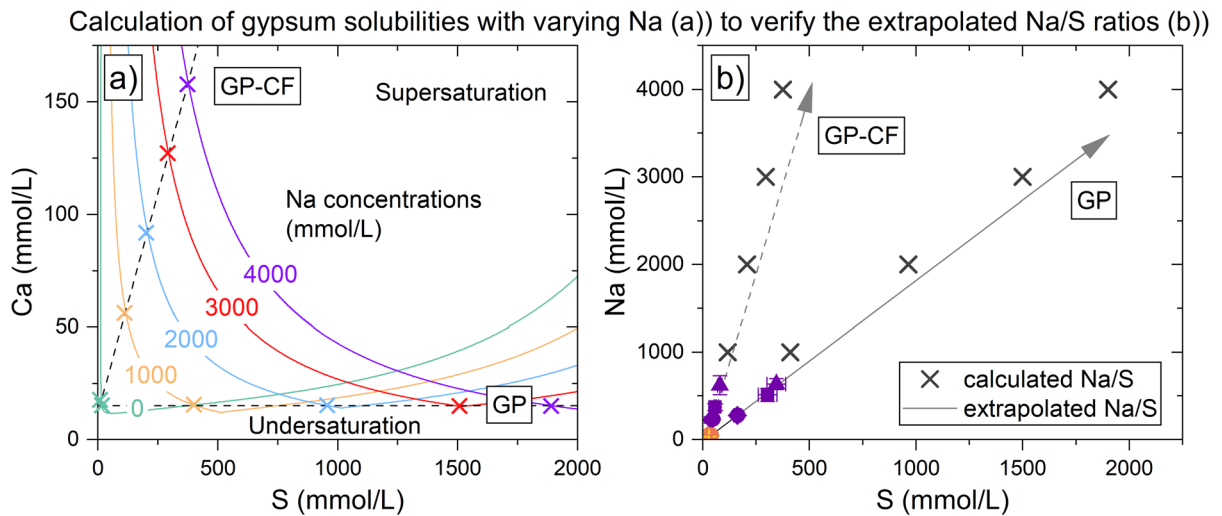 Calculation of gypsum solubilities with varying Na (a)) to verify the extrapolated Na/S ratios (b))
a)
GP-CF
Supersaturation
Na concentrations
(mmol/L)
4000
3000
2000
1000
0
GP
Undersaturation
150
100
50
0
Ca (mmol/L)
0 500 1000 1500 2000
S (mmol/L)
b)
GP-CF
GP
calculated Na/S
extrapolated Na/S
4000
3000
2000
1000
0
Na (mmol/L)
0 500 1000 1500 2000
S (mmol/L)